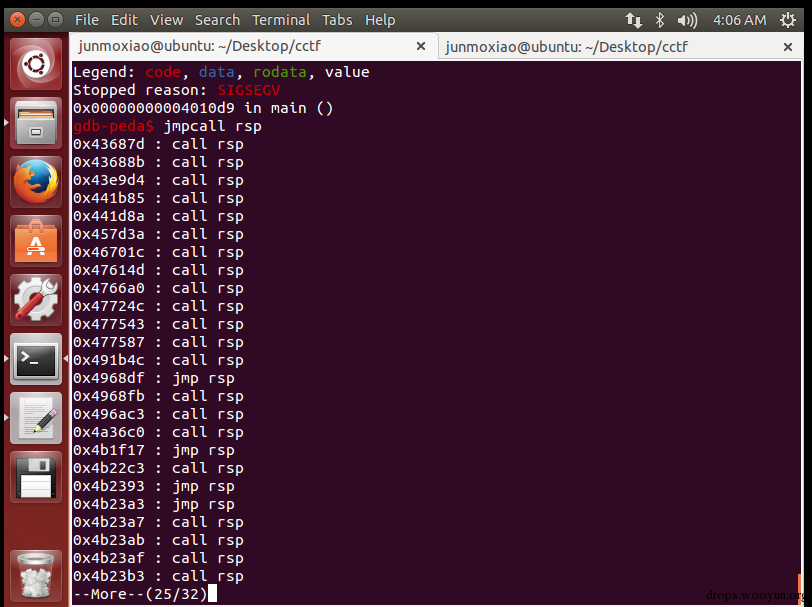 File Edit View Search Terminal Tabs Help 4:06 AM
junmoxiao@ubuntu: ~/Desktop/cctf × junmoxiao@ubuntu: ~/Desktop/cctf ×
Legend: code, data, rodata, value
Stopped reason: SIGSEGV
0x00000000004010d9 in main ()
gdb-peda$ jmpcall rsp
0x43687d : call rsp
0x43688b : call rsp
0x43e9d4 : call rsp
0x441b85 : call rsp
0x441d8a : call rsp
0x457d3a : call rsp
0x46701c : call rsp
0x47614d : call rsp
0x4766a0 : call rsp
0x47724c : call rsp
0x477543 : call rsp
0x477587 : call rsp
0x491b4c : call rsp
0x4968df : jmp rsp
0x4968fb : call rsp
0x496ac3 : call rsp
0x4a36c0 : call rsp
0x4b1f17 : jmp rsp
0x4b22c3 : call rsp
0x4b2393 : jmp rsp
0x4b23a3 : jmp rsp
0x4b23a7 : call rsp
0x4b23ab : call rsp
0x4b23af : call rsp
0x4b23b3 : call rsp
--More--(25/32)
drops.wooyun.org